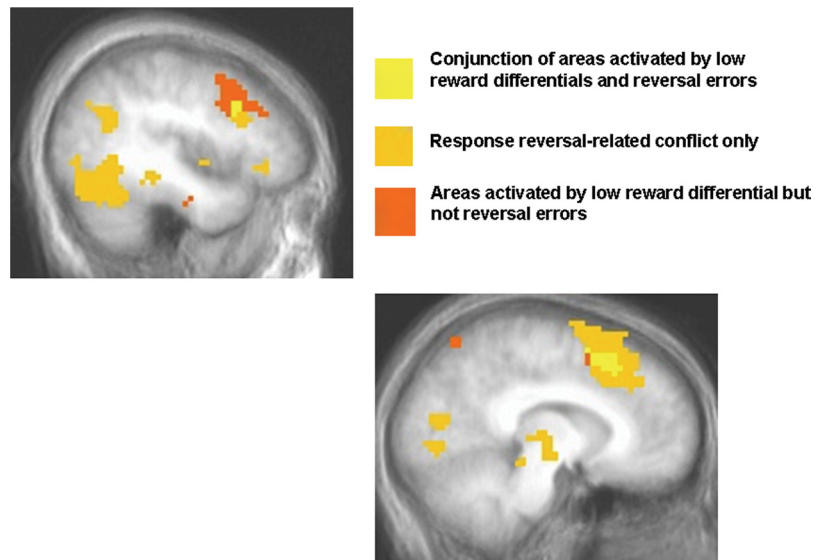 Conjunction of areas activated by low
reward differentials and reversal errors
Response reversal-related conflict only
Areas activated by low reward differential but
not reversal errors